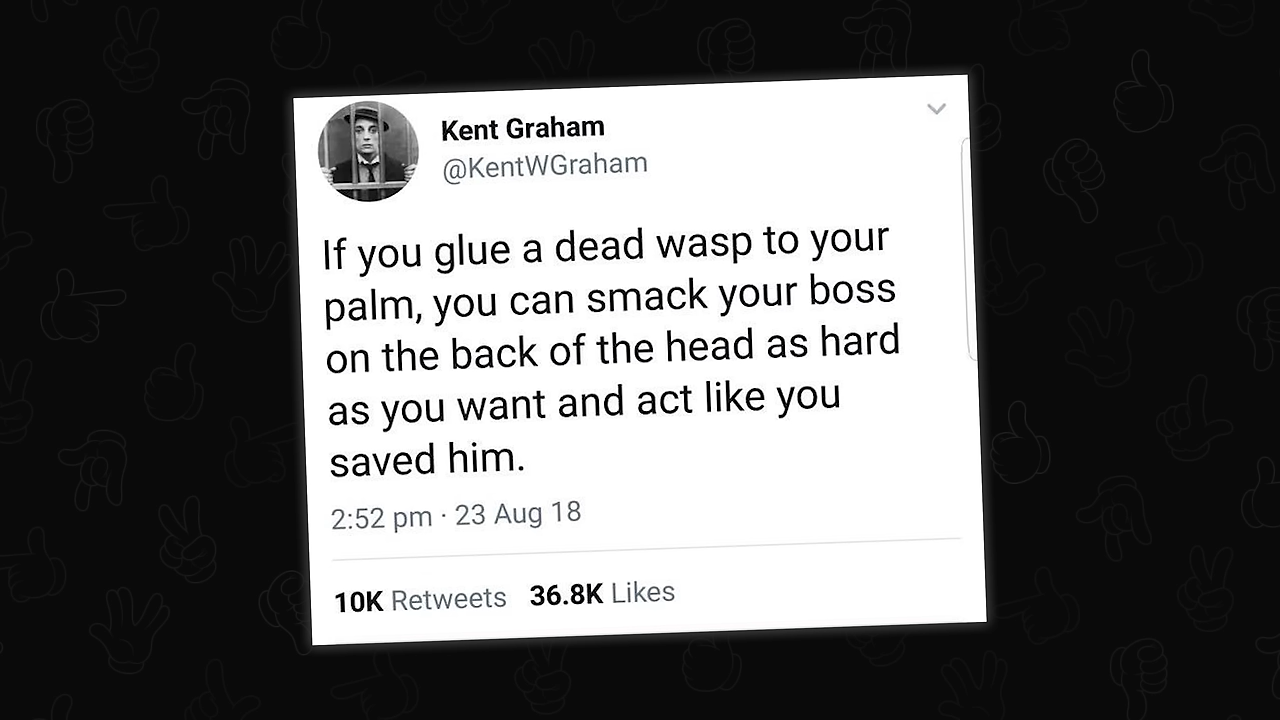 Kent Graham
@KentWGraham
If you glue a dead wasp to your
palm, you can smack your boss
on the back of the head as hard
as you want and act like you
saved him.
2:52 pm · 23 Aug 18
10K Retweets 36.8K Likes